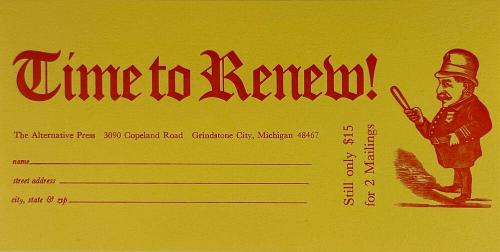 Time to Renew!
The Alternative Press 3090 Copeland Road Grindstone City, Michigan 48467
name
street address
city, state & zip
Still only $15
for 2 Mailings